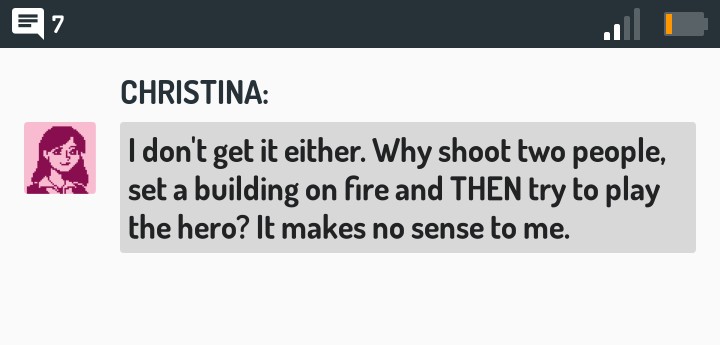 7
CHRISTINA:
I don't get it either. Why shoot two people,
set a building on fire and THEN try to play
the hero? It makes no sense to me.